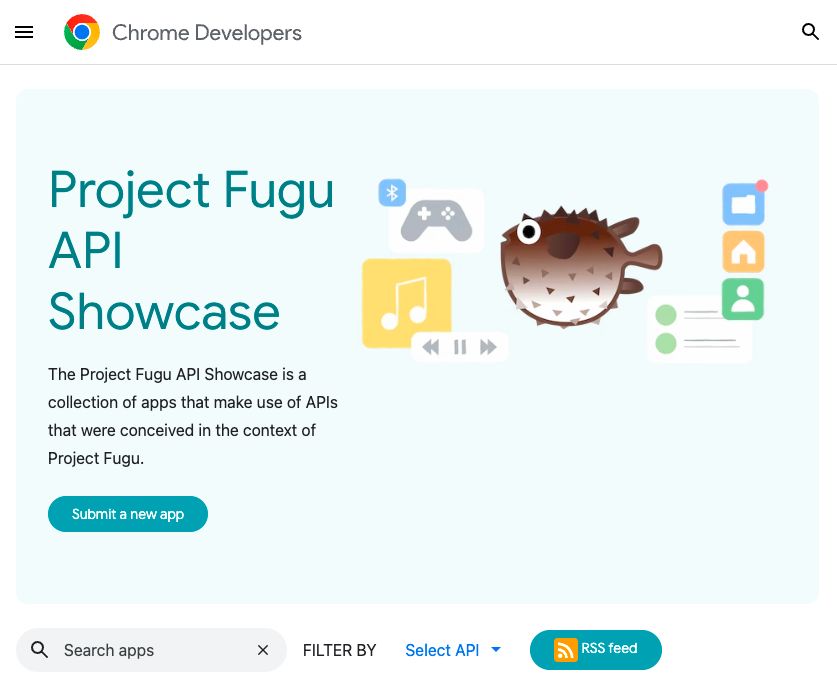 Chrome Developers
Project Fugu
API
Showcase
The Project Fugu API Showcase is a
collection of apps that make use of APIs
that were conceived in the context of
Project Fugu.
Submit a new app
Search apps
FILTER BY
Select API
RSS feed